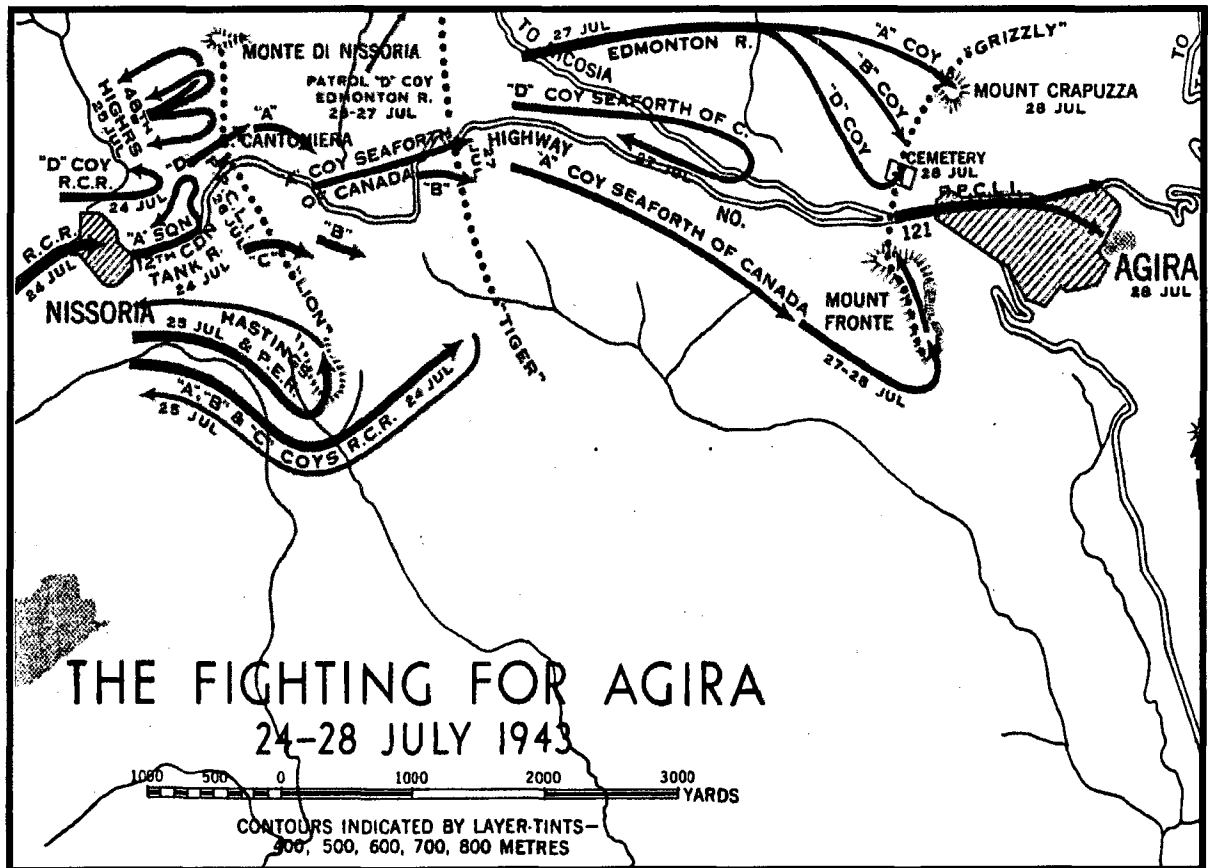 MONTE DI NISSORIA
PATROL "D" COY
EDMONTON R.
25-27 JUL
TO
NICOSIA
27 JUL
EDMONTON R.
"A" COY
"B" COY
"D" COY
"GRIZZLY"
MOUNT CRAPUZZA
28 JUL
TO
48TH
HIGHRS
25 JUL
"A"
CANTONIERA
"D"
"D" COY
R.C.R.
24 JUL
"D" COY SEAFORTH OF C.
27 JUL
COY SEAFORTH
CANADA
"B"
27
JUL
HIGHWAY
NO.
121
"A" COY SEAFORTH OF CANADA
27-28 JUL
CEMETERY
28 JUL
P.P.C.L.I.
AGIRA
28 JUL
R.C.R.
24 JUL
"A" SQN
12TH CDN
TANK R.
24 JUL
P.P.C.L.I.
26 JUL
"C"
"B"
"LION"
"TIGER"
NISSORIA
MOUNT
FRONTE
HASTINGS
& P.E.R.
25 JUL
"A", "B" & "C" COYS R.C.R. 24 JUL
25 JUL
THE FIGHTING FOR AGIRA
24-28 JULY 1943
1000 500 0 1000 2000 3000
YARDS
CONTOURS INDICATED BY LAYER-TINTS-
400, 500, 600, 700, 800 METRES